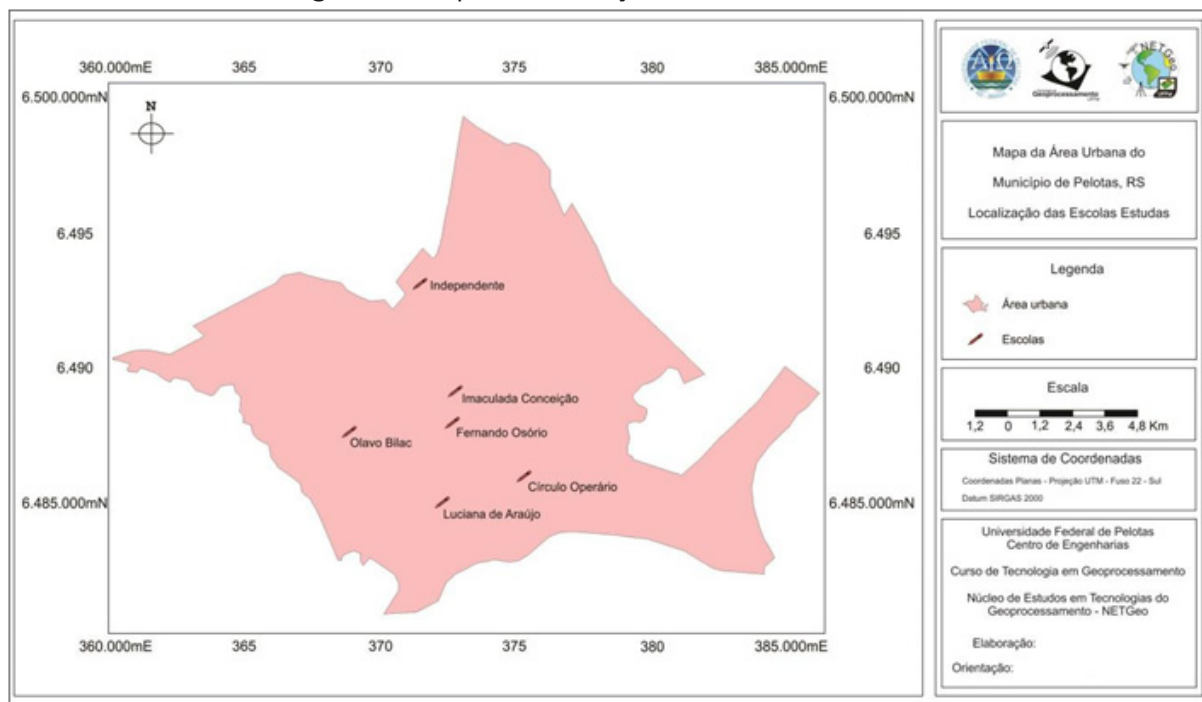 360.000mE 365 370 375 380 385.000mE
6.500.000mN 6.500.000mN
N
6.495 6.495
Independente
6.490 6.490
Imaculada Conceição
Fernando Osório
Olavo Bilac
Círculo Operário
6.485.000mN 6.485.000mN
Luciana de Araújo
360.000mE 365 370 375 380 385.000mE
NETGeo
Geoprocessamento
Mapa da Área Urbana do
Município de Pelotas, RS
Localização das Escolas Estudas
Legenda
Área urbana
Escolas
Escala
1,2 0 1,2 2,4 3,6 4,8 Km
Sistema de Coordenadas
Coordenadas Planas - Projeção UTM - Fuso 22 - Sul
Datum SIRGAS 2000
Universidade Federal de Pelotas
Centro de Engenharias
Curso de Tecnologia em Geoprocessamento
Núcleo de Estudos em Tecnologias do
Geoprocessamento - NETGeo
Elaboração:
Orientação: